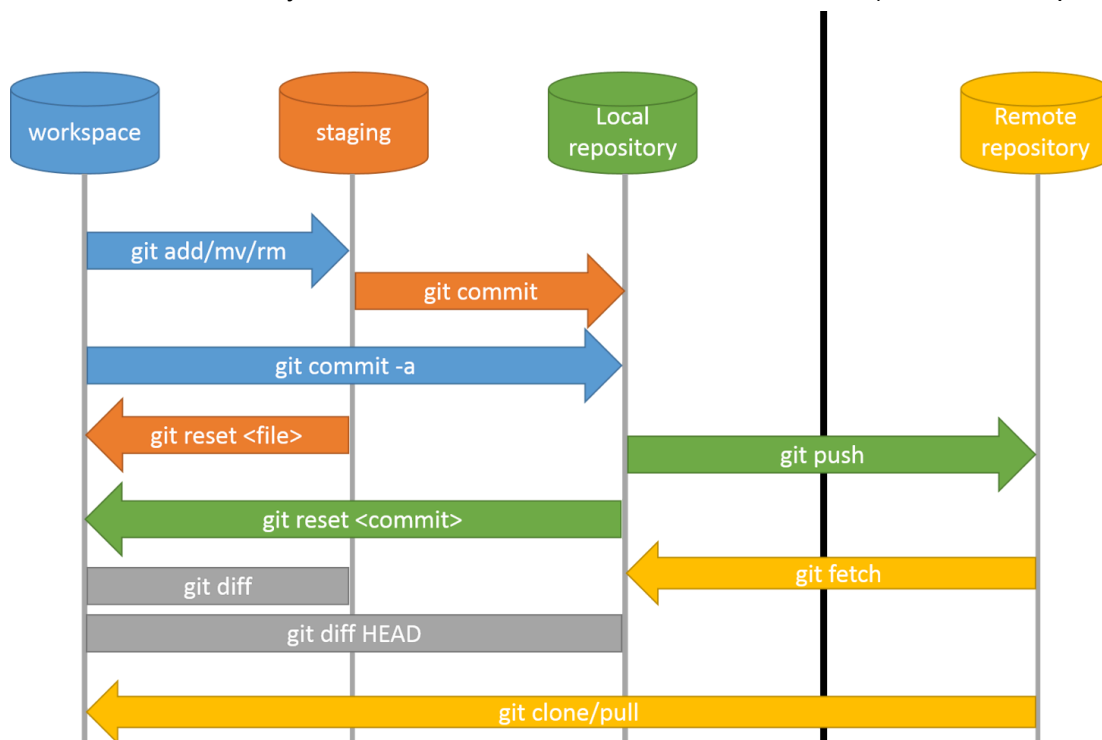 workspace
staging
Local
repository
Remote
repository
git add/mv/rm
git commit
git commit -a
git reset <file>
git push
git reset <commit>
git fetch
git diff
git diff HEAD
git clone/pull